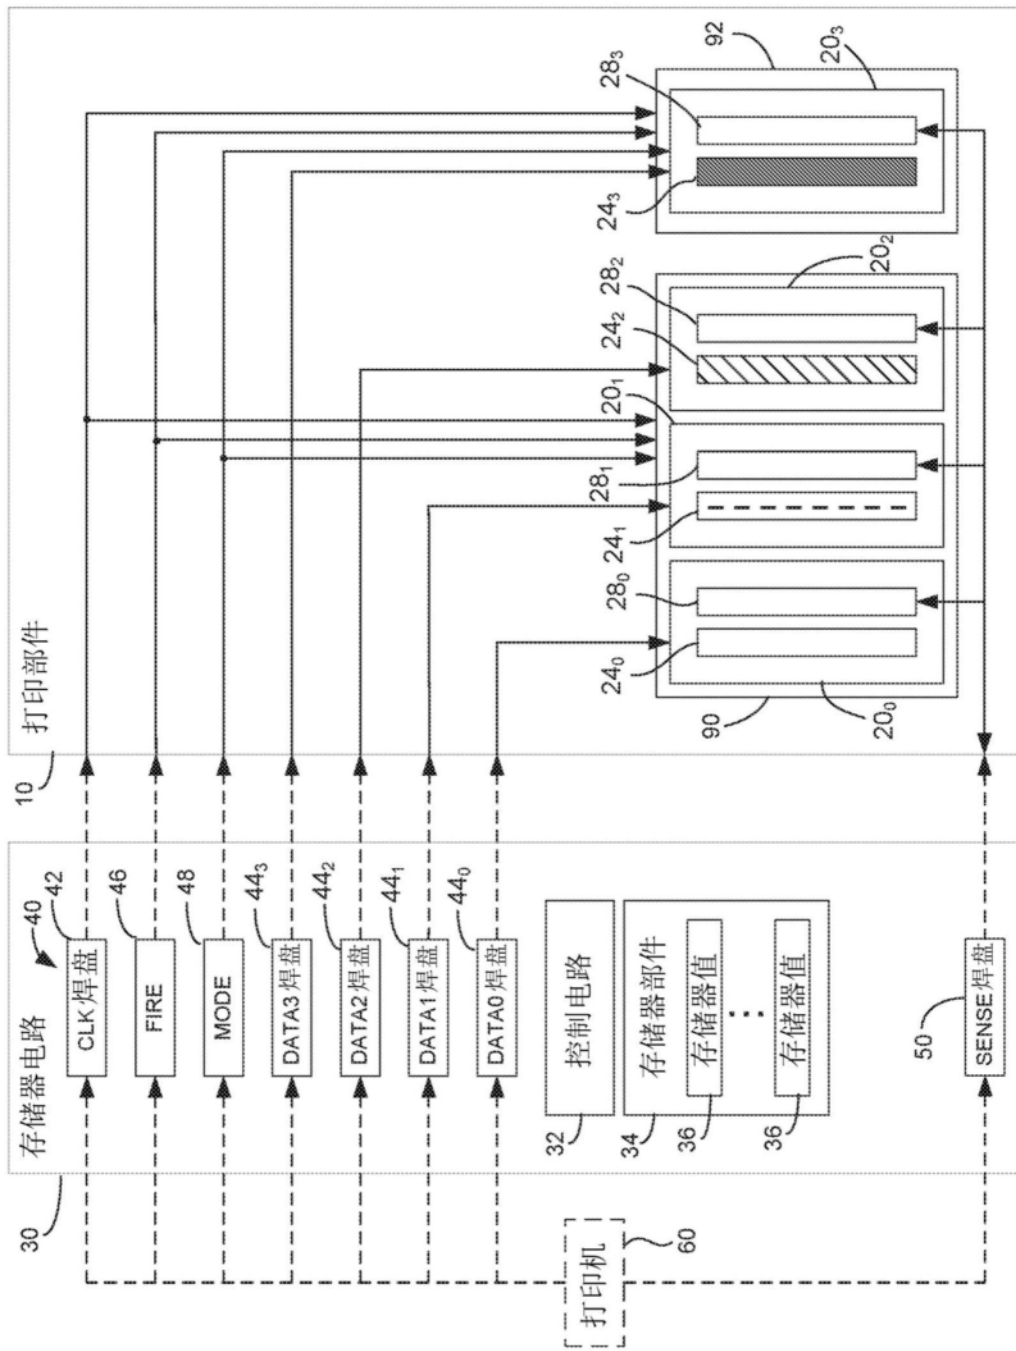 打印机
60
30
存储器电路
40
CLK焊盘
42
FIRE
46
MODE
48
DATA3焊盘
44₃
DATA2焊盘
44₂
DATA1焊盘
44₁
DATA0焊盘
44₀
控制电路
32
存储器部件
34
存储器值
36
存储器值
36
SENSE焊盘
50
10
打印部件
90
20₀
24₀
28₀
24₁
28₁
20₁
24₂
28₂
20₂
24₃
28₃
92
20₃